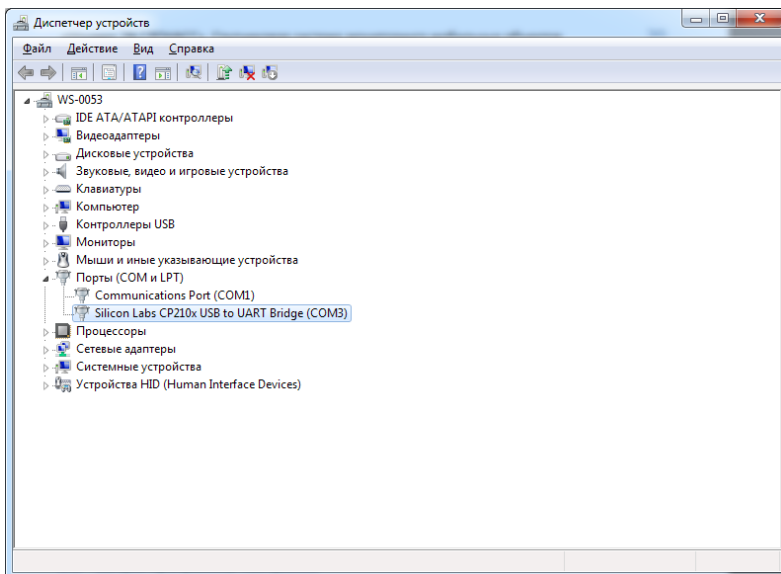 Диспетчер устройств
Файл Действие Вид Справка
WS-0053
IDE ATA/ATAPI контроллеры
Видеоадаптеры
Дисковые устройства
Звуковые, видео и игровые устройства
Клавиатуры
Компьютер
Контроллеры USB
Мониторы
Мыши и иные указывающие устройства
Порты (COM и LPT)
Communications Port (COM1)
Silicon Labs CP210x USB to UART Bridge (COM3)
Процессоры
Сетевые адаптеры
Системные устройства
Устройства HID (Human Interface Devices)